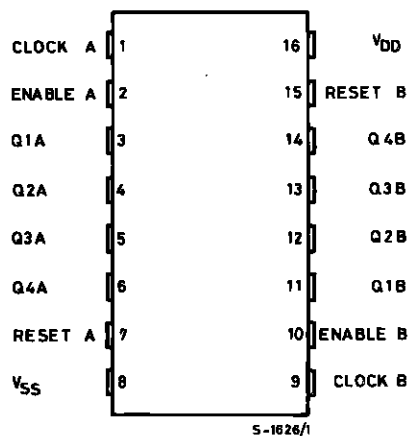 CLOCK A 1 16 VDD
ENABLE A 2 15 RESET B
Q1A 3 14 Q4B
Q2A 4 13 Q3B
Q3A 5 12 Q2B
Q4A 6 11 Q1B
RESET A 7 10 ENABLE B
VSS 8 9 CLOCK B
S-1626/1